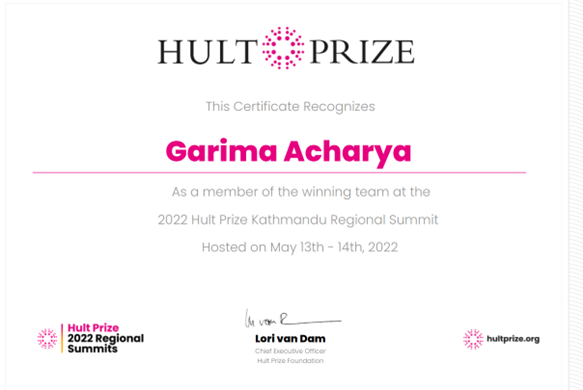 HULT PRIZE
This Certificate Recognizes
Garima Acharya
As a member of the winning team at the
2022 Hult Prize Kathmandu Regional Summit
Hosted on May 13th - 14th, 2022
Hult Prize
2022 Regional
Summits
Lori van Dam
Chief Executive Officer
Hult Prize Foundation
hultprize.org